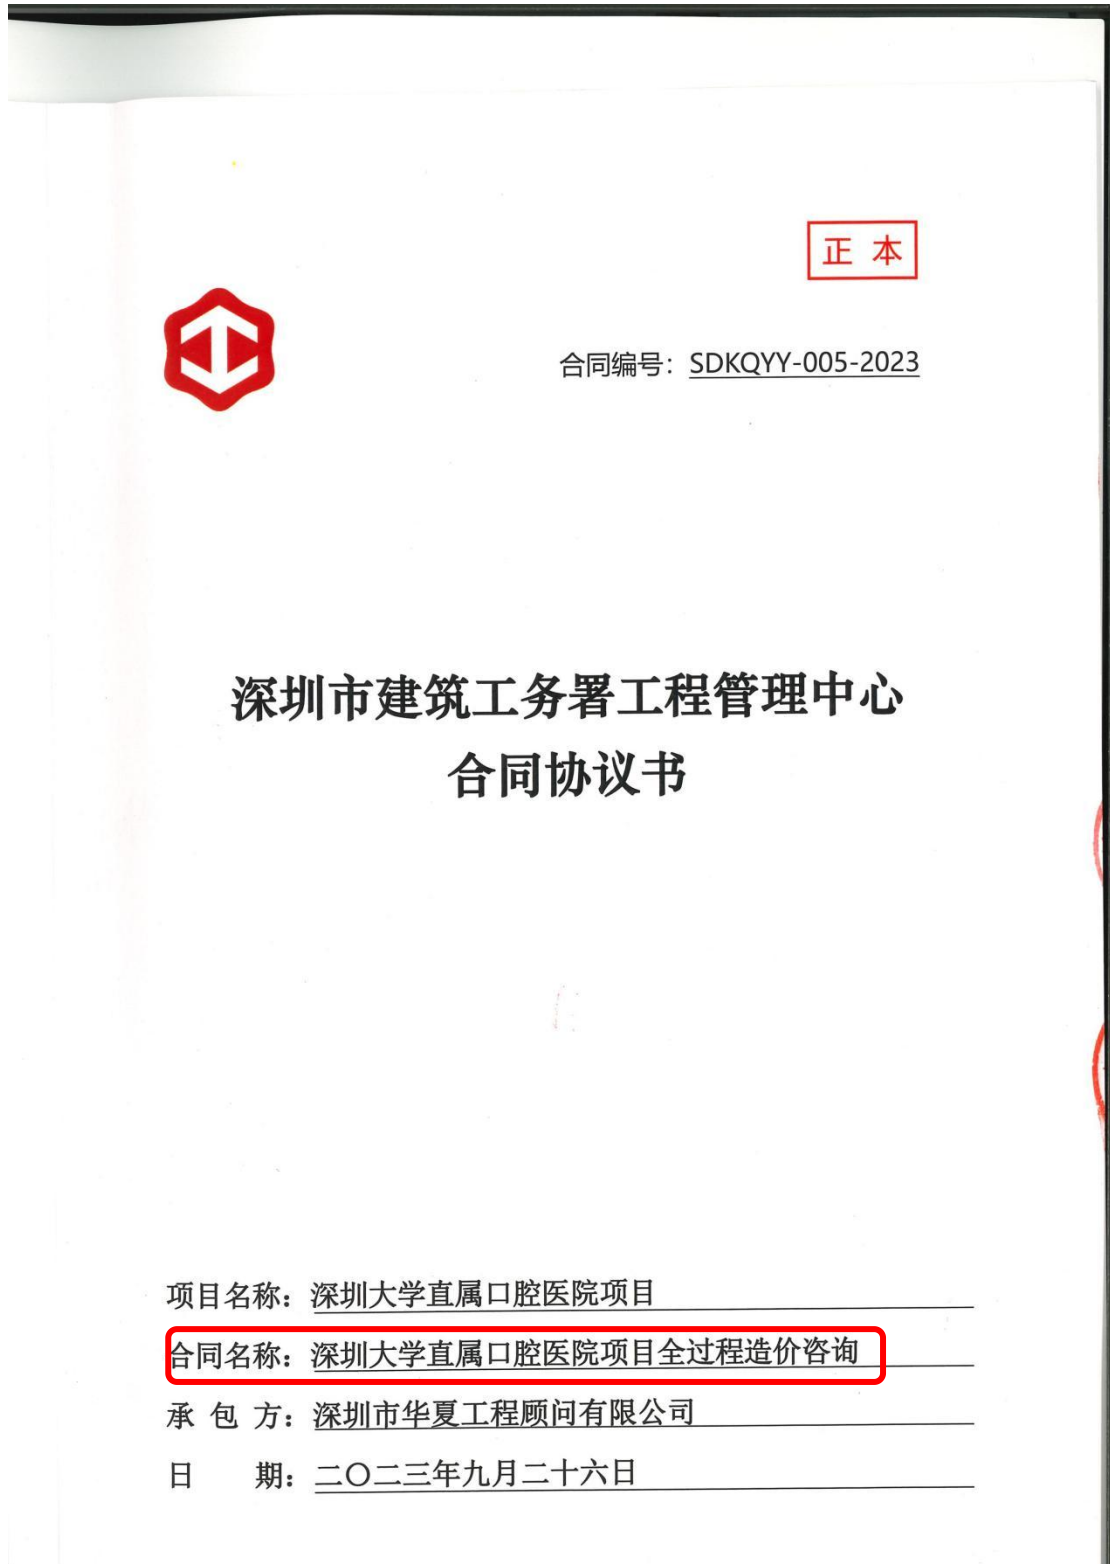 正 本
合同编号：SDKQYY-005-2023
深圳市建筑工务署工程管理中心
合同协议书
项目名称：深圳大学直属口腔医院项目
合同名称：深圳大学直属口腔医院项目全过程造价咨询
承 包 方：深圳市华夏工程顾问有限公司
日 期：二〇二三年九月二十六日